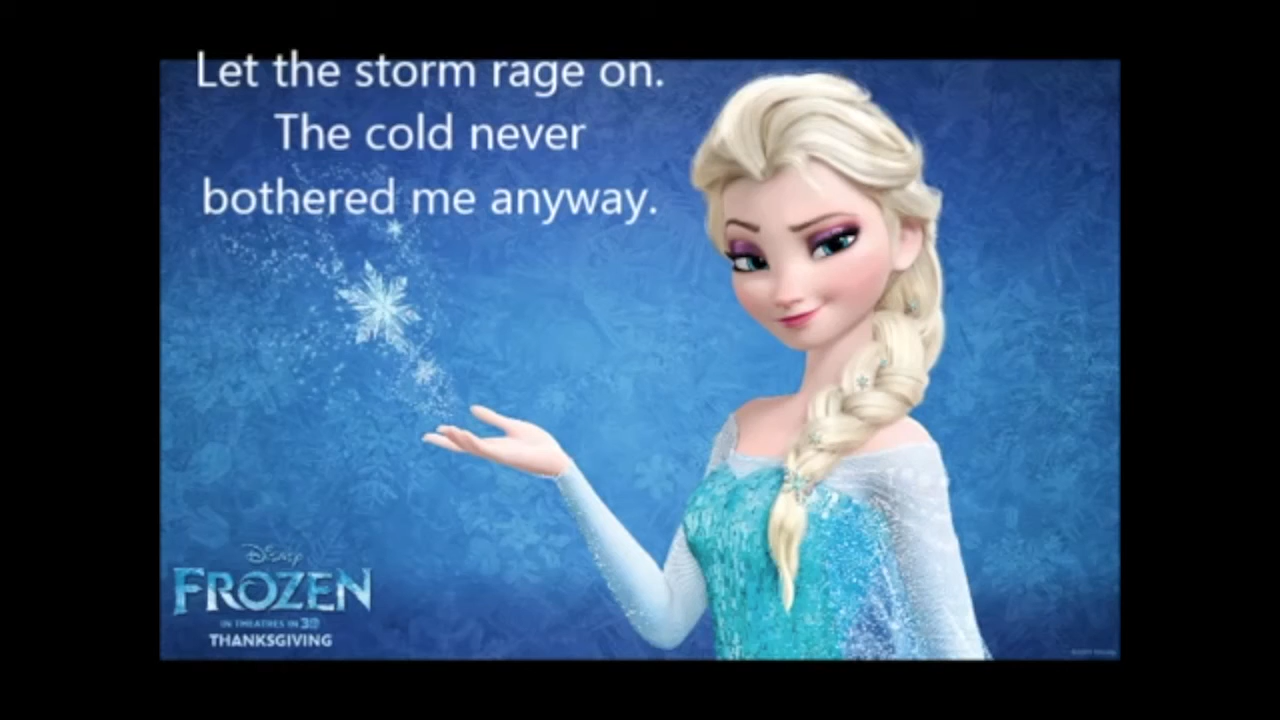 Let the storm rage on.
The cold never
bothered me anyway.
Disney
FROZEN
IN THEATRES IN 3D
THANKSGIVING